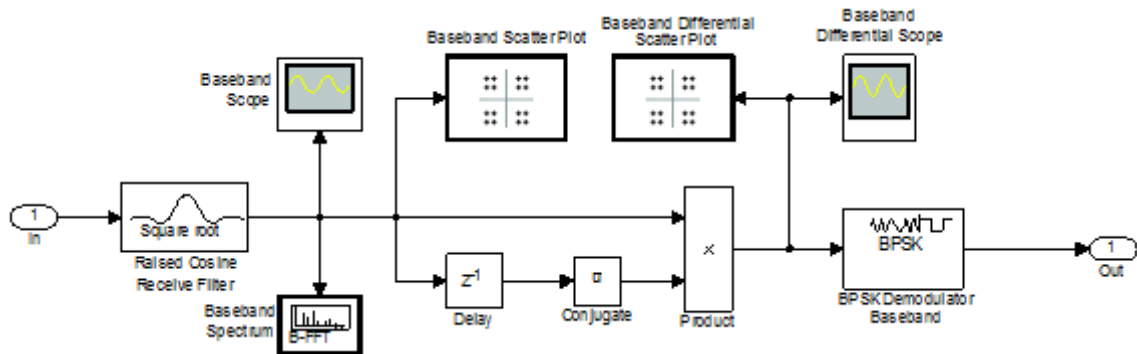 Baseband
Differential Scope
Baseband Differential
Scatter Plot
Baseband Scatter Plot
Baseband
Scope
1
In
Square root
Raised Cosine
Receive Filter
Baseband
Spectrum
B-FFT
Z-1
Delay
Conjugate
x
Product
BPSK
BPSK Demodulator
Baseband
1
Out